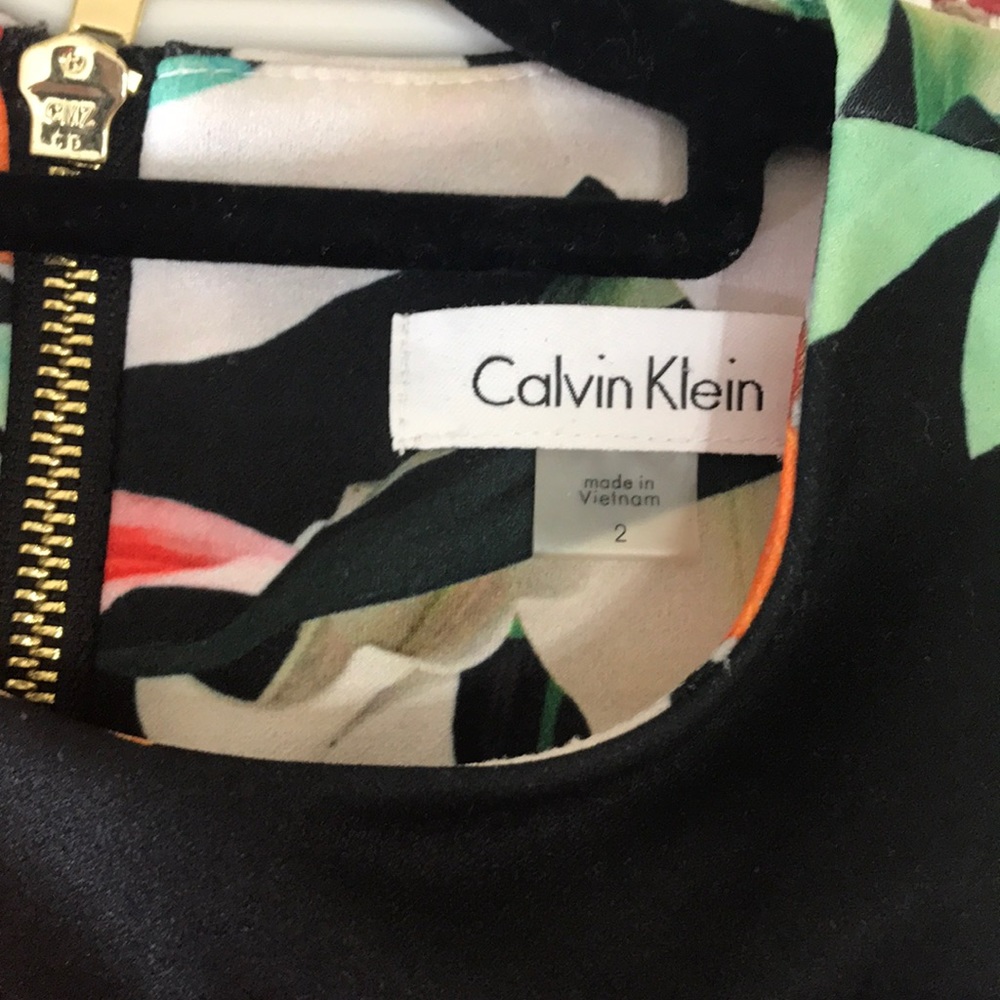 Calvin Klein
made in
Vietnam
2